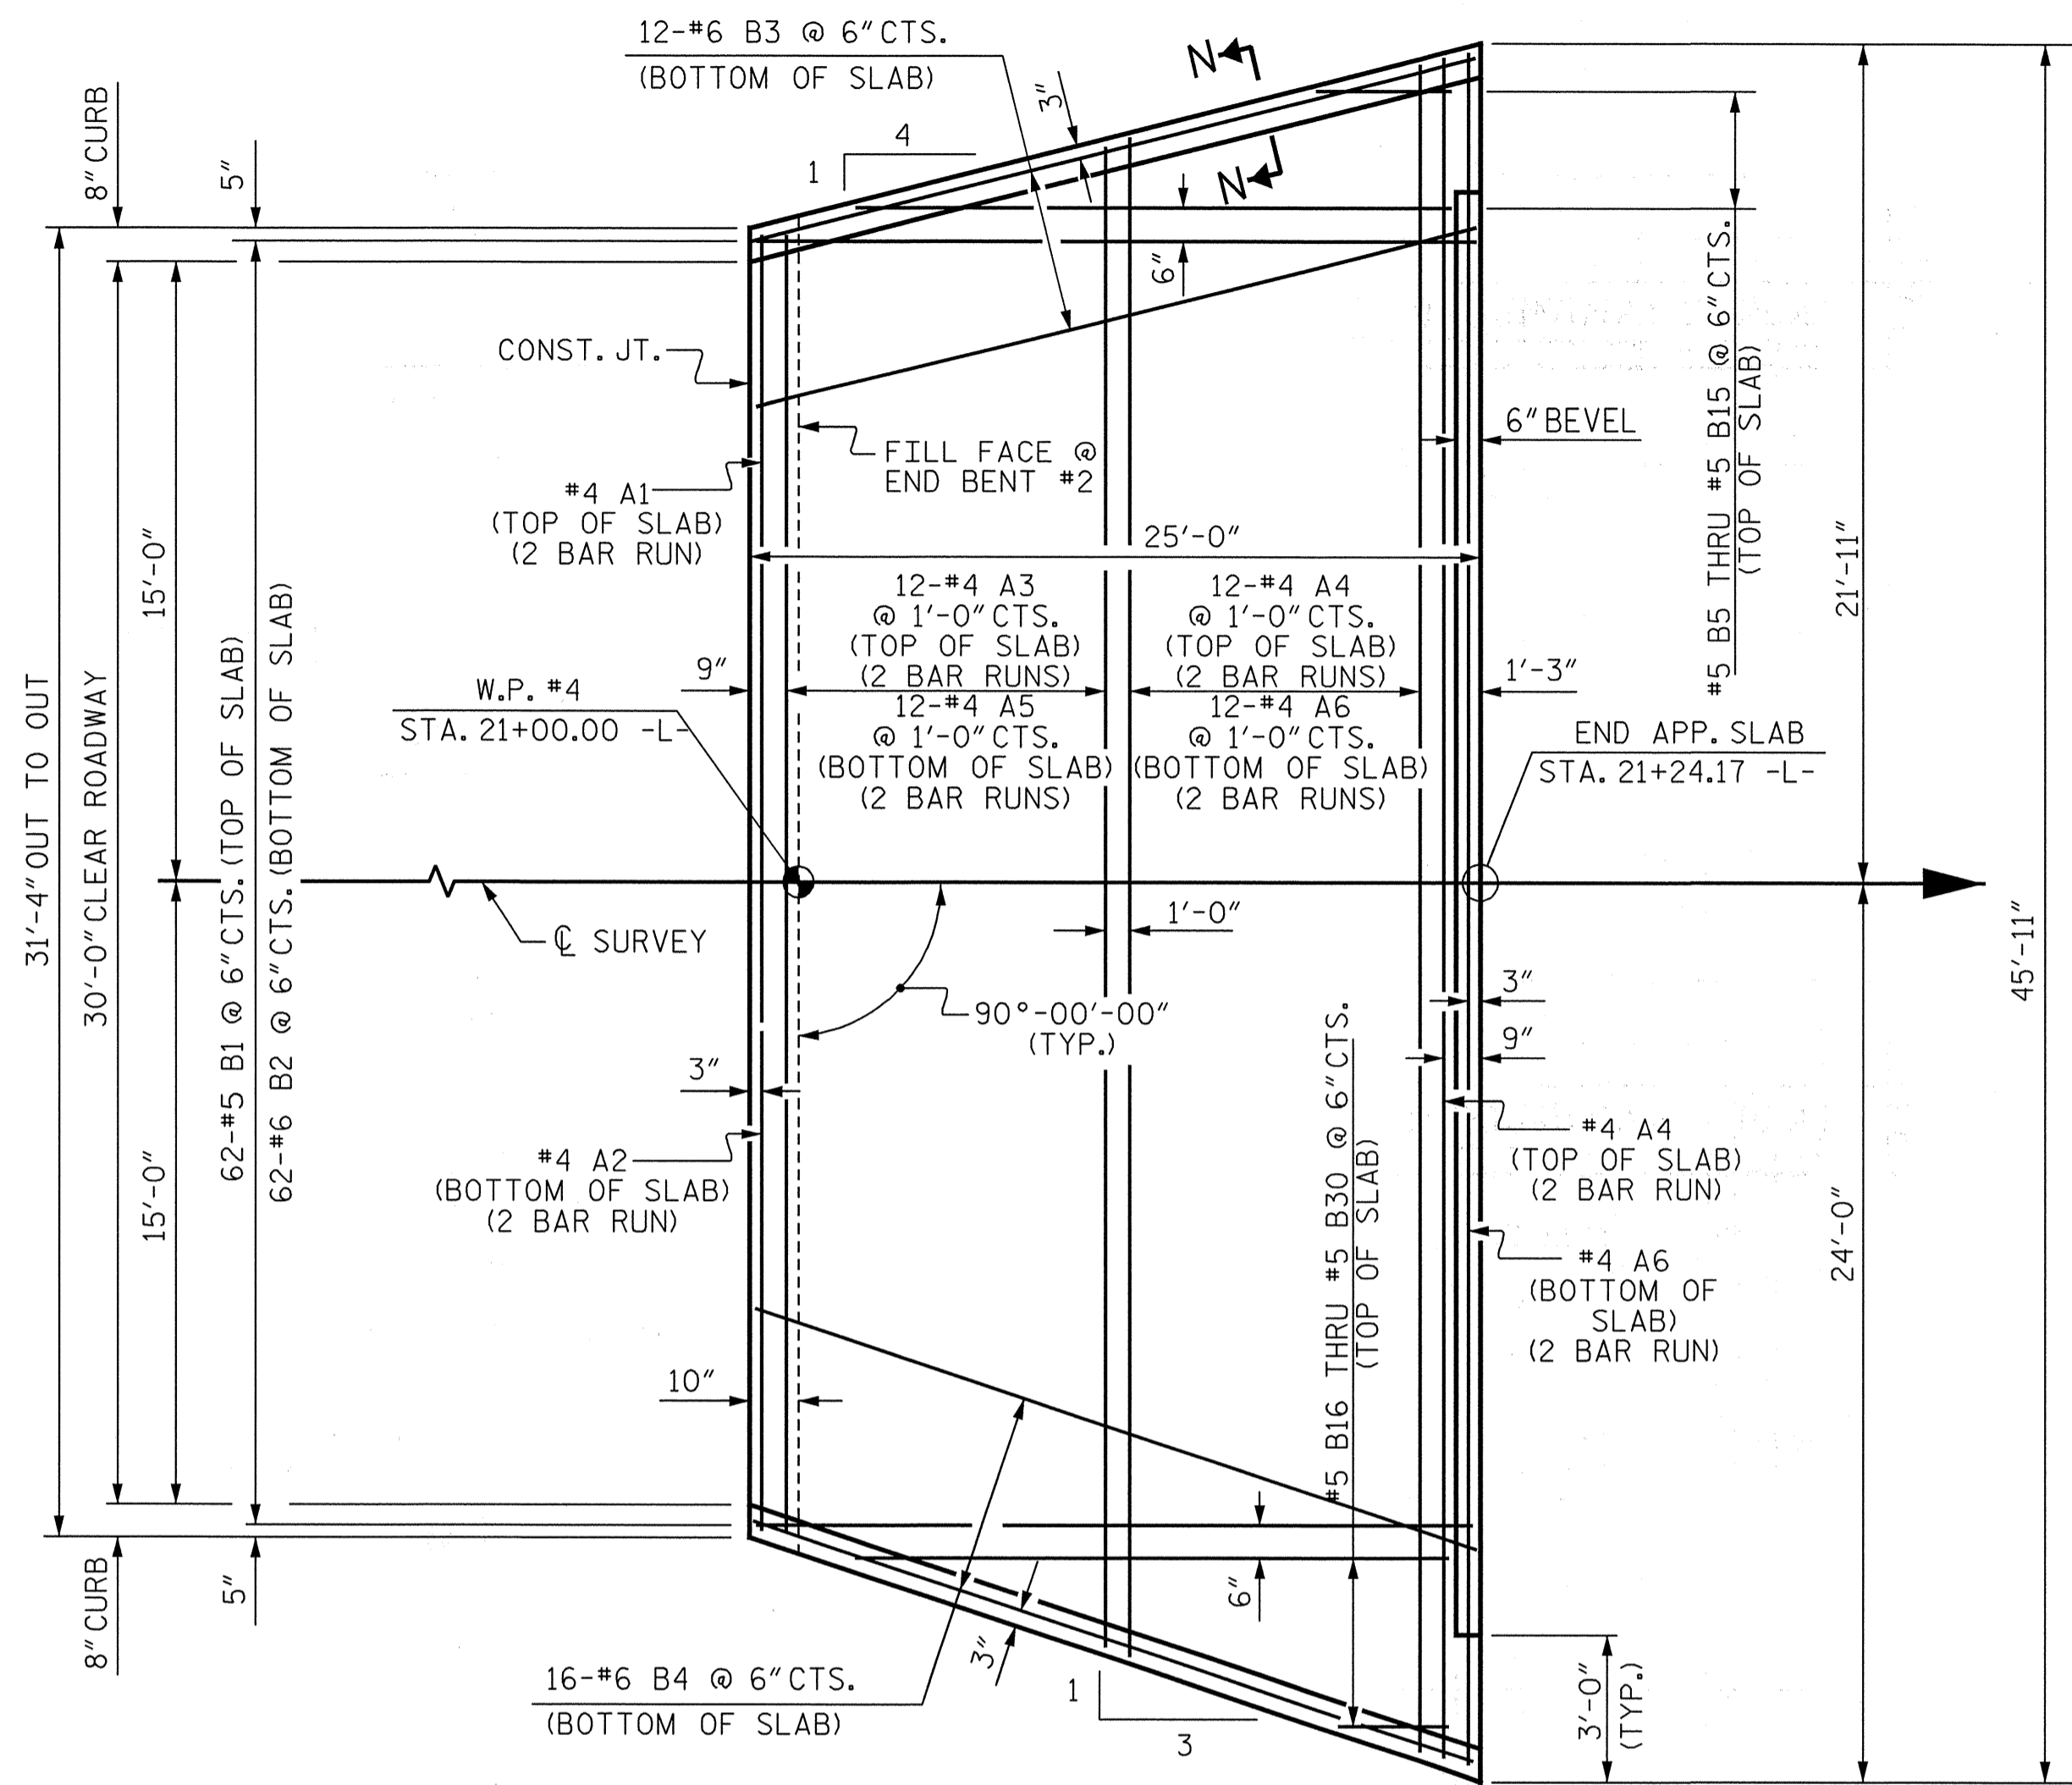 12-#6 B3 @ 6" CTS.
(BOTTOM OF SLAB)
N
N
3"
4
1
8" CURB
5"
6"
CONST. JT.
FILL FACE @
END BENT #2
#4 A1
(TOP OF SLAB)
(2 BAR RUN)
6" BEVEL
#5 B5 THRU #5 B15 @ 6" CTS.
(TOP OF SLAB)
21'-11"
15'-0"
25'-0"
12-#4 A3
@ 1'-0" CTS.
(TOP OF SLAB)
(2 BAR RUNS)
12-#4 A5
@ 1'-0" CTS.
(BOTTOM OF SLAB)
(2 BAR RUNS)
12-#4 A4
@ 1'-0" CTS.
(TOP OF SLAB)
(2 BAR RUNS)
12-#4 A6
@ 1'-0" CTS.
(BOTTOM OF SLAB)
(2 BAR RUNS)
9"
1'-3"
W.P. #4
STA. 21+00.00 -L-
END APP. SLAB
STA. 21+24.17 -L-
31'-4" OUT TO OUT
30'-0" CLEAR ROADWAY
62-#5 B1 @ 6" CTS. (TOP OF SLAB)
62-#6 B2 @ 6" CTS. (BOTTOM OF SLAB)
℄ SURVEY
1'-0"
90°-00'-00"
(TYP.)
3"
9"
45'-11"
3"
15'-0"
#4 A2
(BOTTOM OF SLAB)
(2 BAR RUN)
#5 B16 THRU #5 B30 @ 6" CTS.
(TOP OF SLAB)
#4 A4
(TOP OF SLAB)
(2 BAR RUN)
#4 A6
(BOTTOM OF
SLAB)
(2 BAR RUN)
24'-0"
10"
8" CURB
5"
6"
3"
16-#6 B4 @ 6" CTS.
(BOTTOM OF SLAB)
1
3
3'-0"
(TYP.)